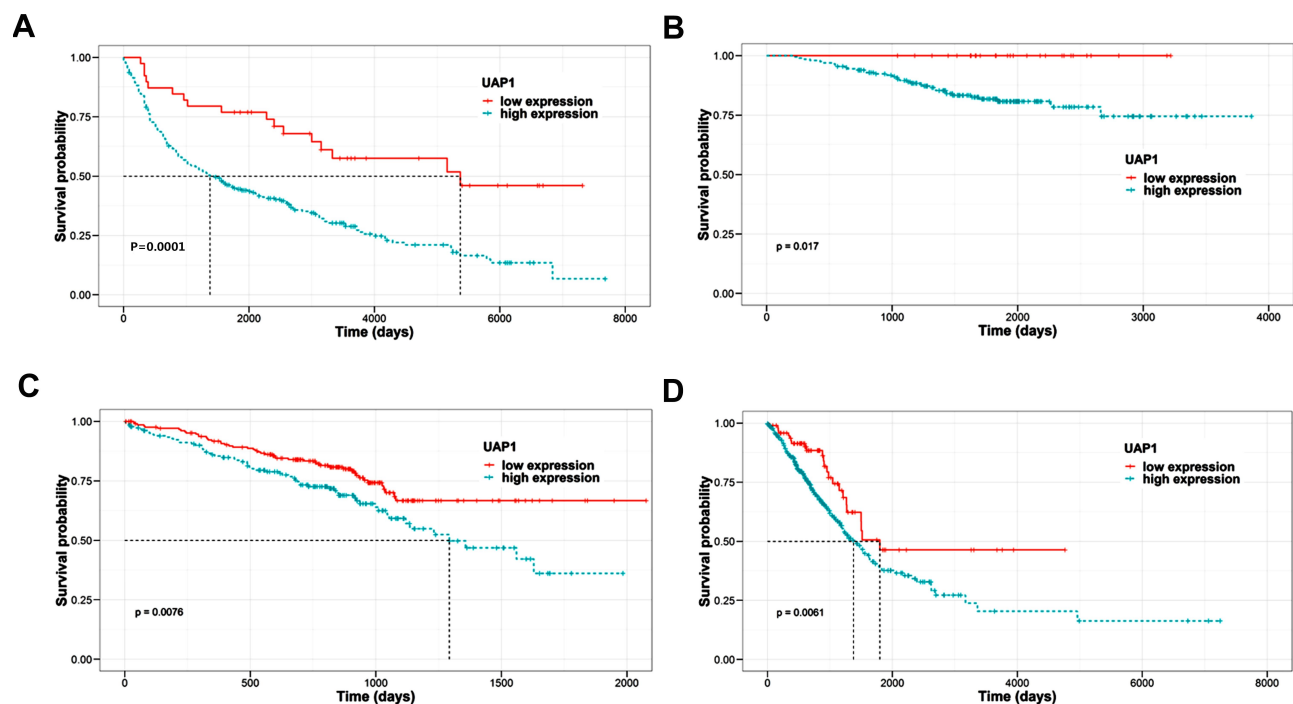 A
1.00
0.75
0.50
0.25
0.00
Survival probability
UAP1
low expression
high expression
P=0.0001
0 2000 4000 6000 8000
Time (days)
B
1.00
0.75
0.50
0.25
0.00
Survival probability
UAP1
low expression
high expression
p = 0.017
0 1000 2000 3000 4000
Time (days)
C
1.00
0.75
0.50
0.25
0.00
Survival probability
UAP1
low expression
high expression
p = 0.0076
0 500 1000 1500 2000
Time (days)
D
1.00
0.75
0.50
0.25
0.00
Survival probability
UAP1
low expression
high expression
p = 0.0061
0 2000 4000 6000 8000
Time (days)